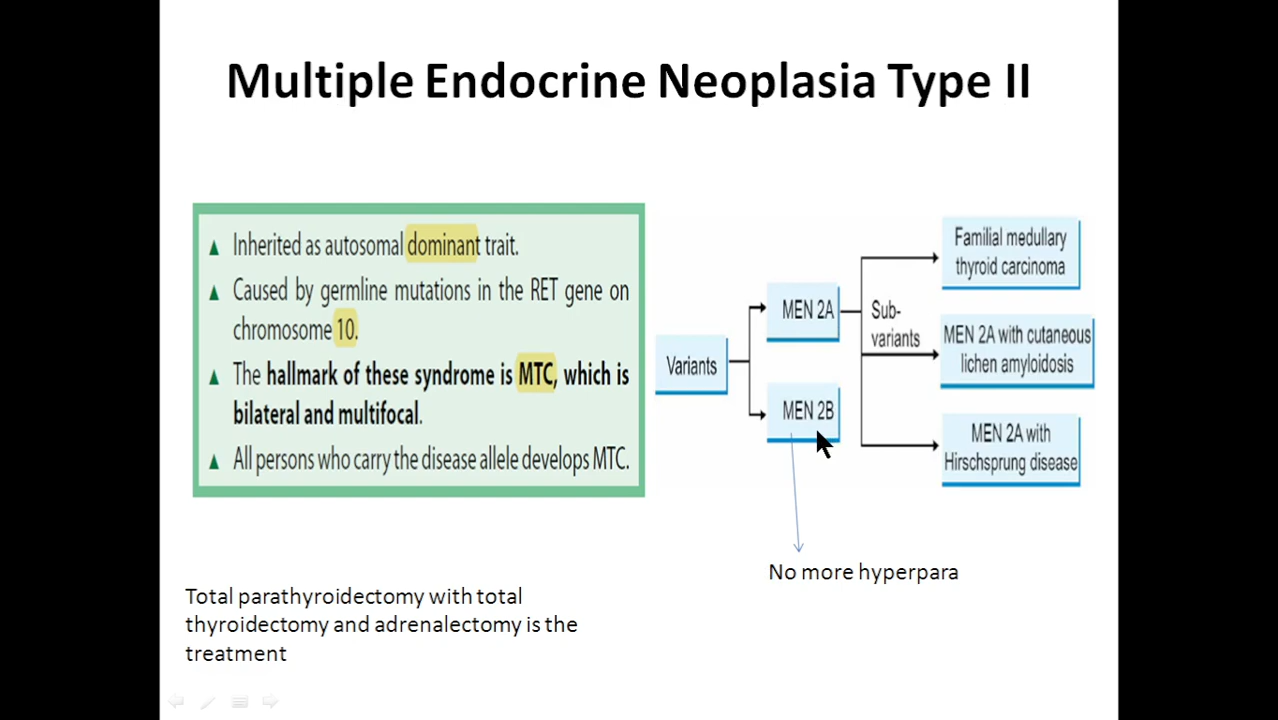 Multiple Endocrine Neoplasia Type II
▲ Inherited as autosomal dominant trait.
▲ Caused by germline mutations in the RET gene on
chromosome 10.
▲ The hallmark of these syndrome is MTC, which is
bilateral and multifocal.
▲ All persons who carry the disease allele develops MTC.
Variants
MEN 2A
MEN 2B
Sub-
variants
Familial medullary
thyroid carcinoma
MEN 2A with cutaneous
lichen amyloidosis
MEN 2A with
Hirschsprung disease
No more hyperpara
Total parathyroidectomy with total
thyroidectomy and adrenalectomy is the
treatment